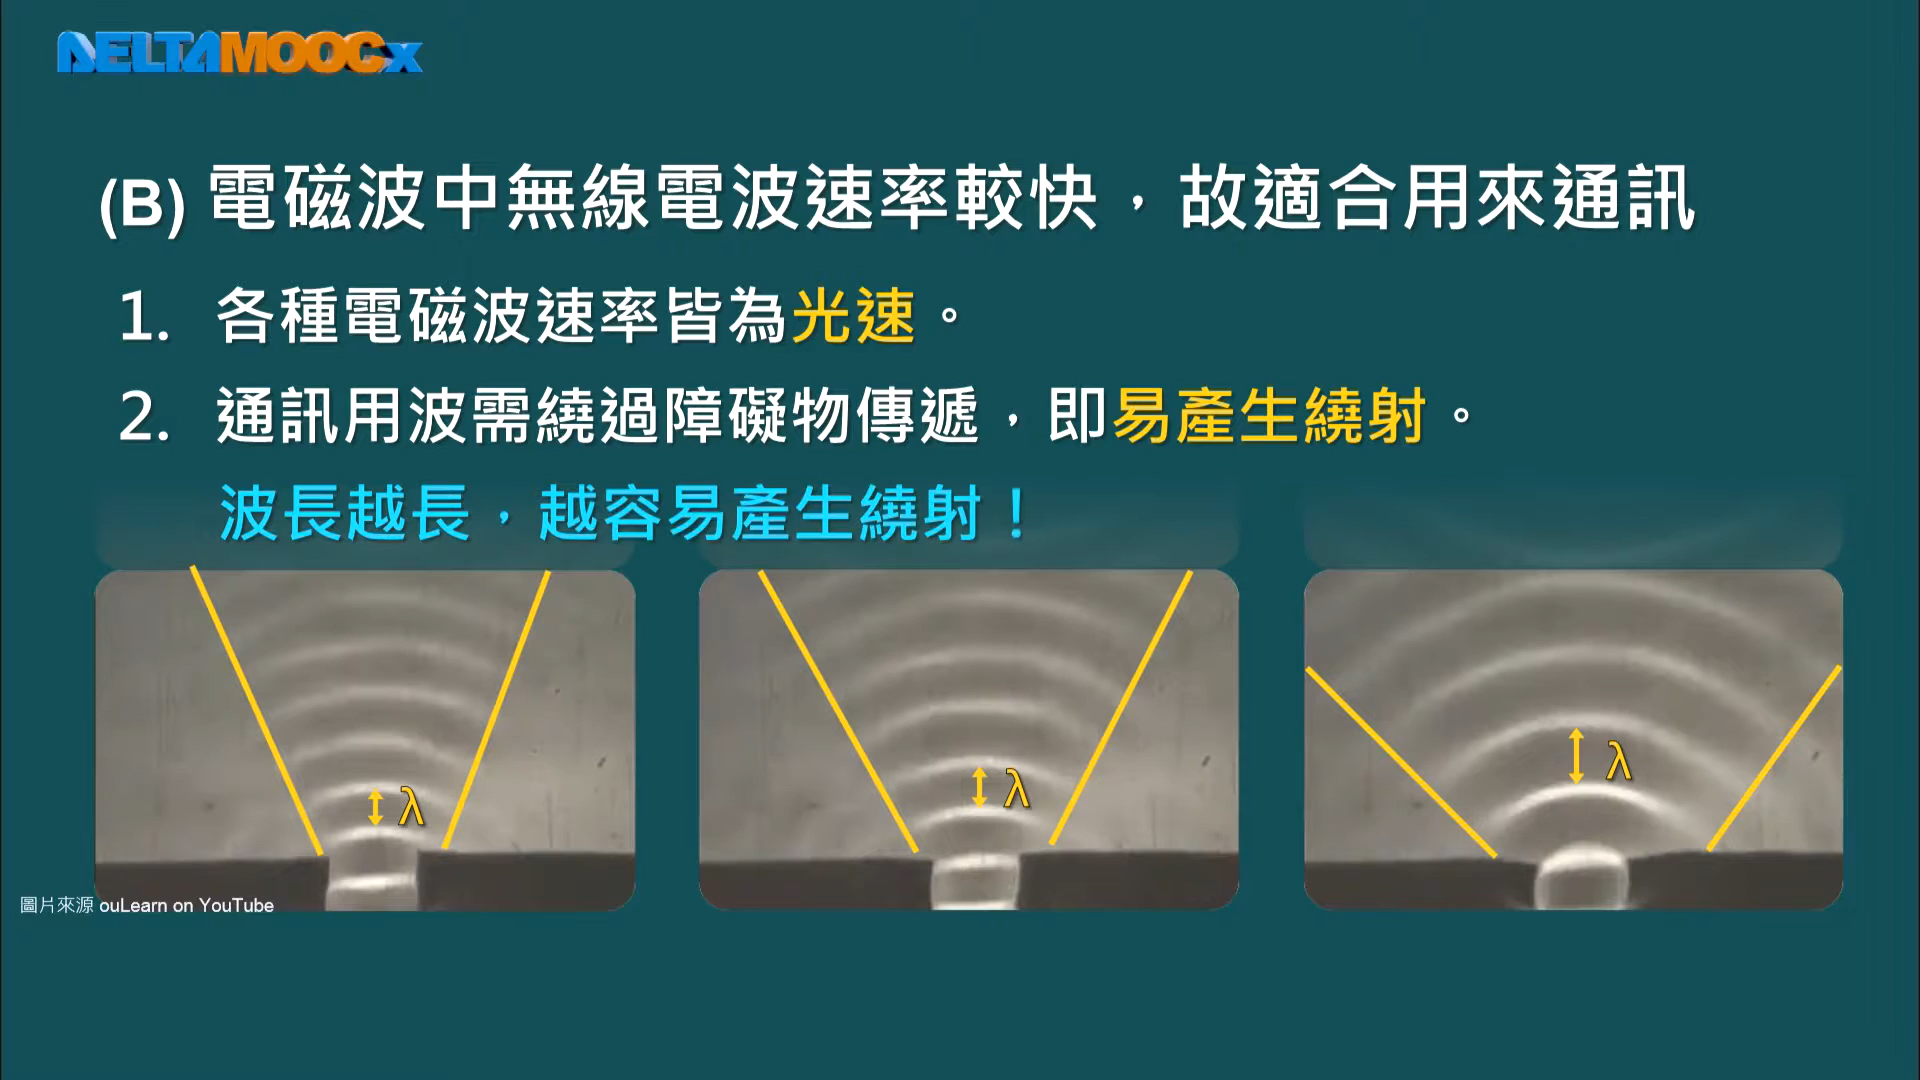 DELTAMOOCx
(B) 電磁波中無線電波速率較快，故適合用來通訊
1. 各種電磁波速率皆為光速。
2. 通訊用波需繞過障礙物傳遞，即易產生繞射。
波長越長，越容易產生繞射！
λ
λ
λ
圖片來源 ouLearn on YouTube